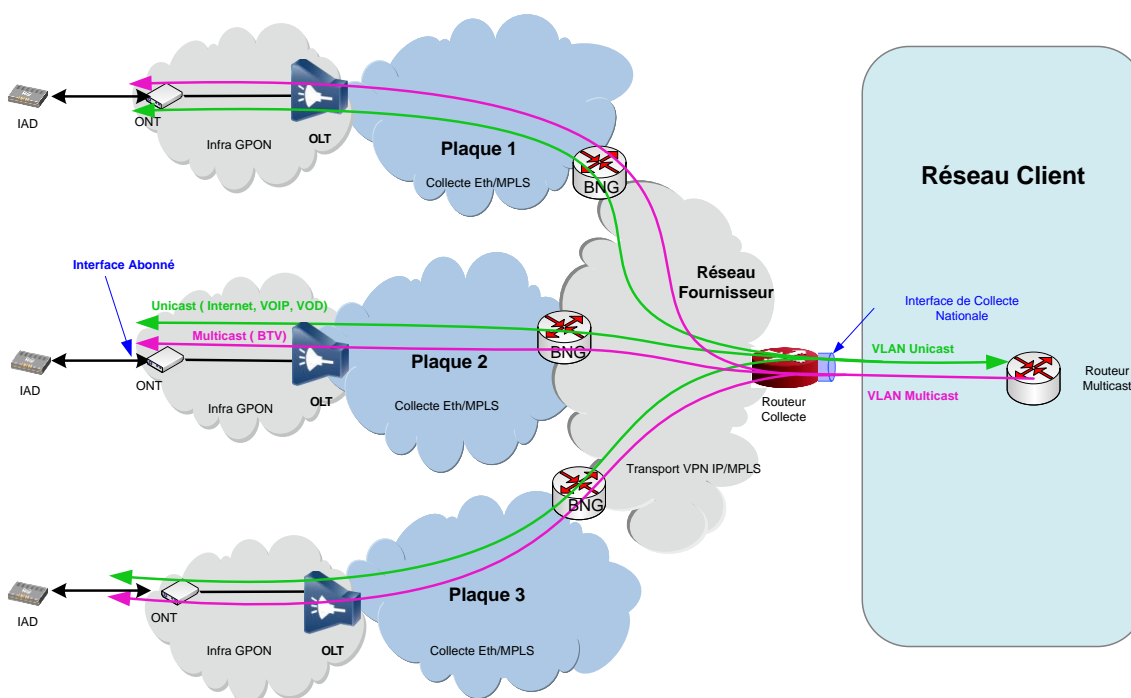 IAD
ONT
Infra GPON
OLT
Plaque 1
Collecte Eth/MPLS
BNG
Réseau Client
Interface Abonné
Unicast ( Internet, VOIP, VOD)
Multicast ( BTV)
IAD
ONT
Infra GPON
OLT
Plaque 2
Collecte Eth/MPLS
BNG
Réseau
Fournisseur
Interface de Collecte
Nationale
VLAN Unicast
VLAN Multicast
Routeur
Collecte
Routeur
Multicast
Transport VPN IP/MPLS
BNG
IAD
ONT
Infra GPON
OLT
Plaque 3
Collecte Eth/MPLS